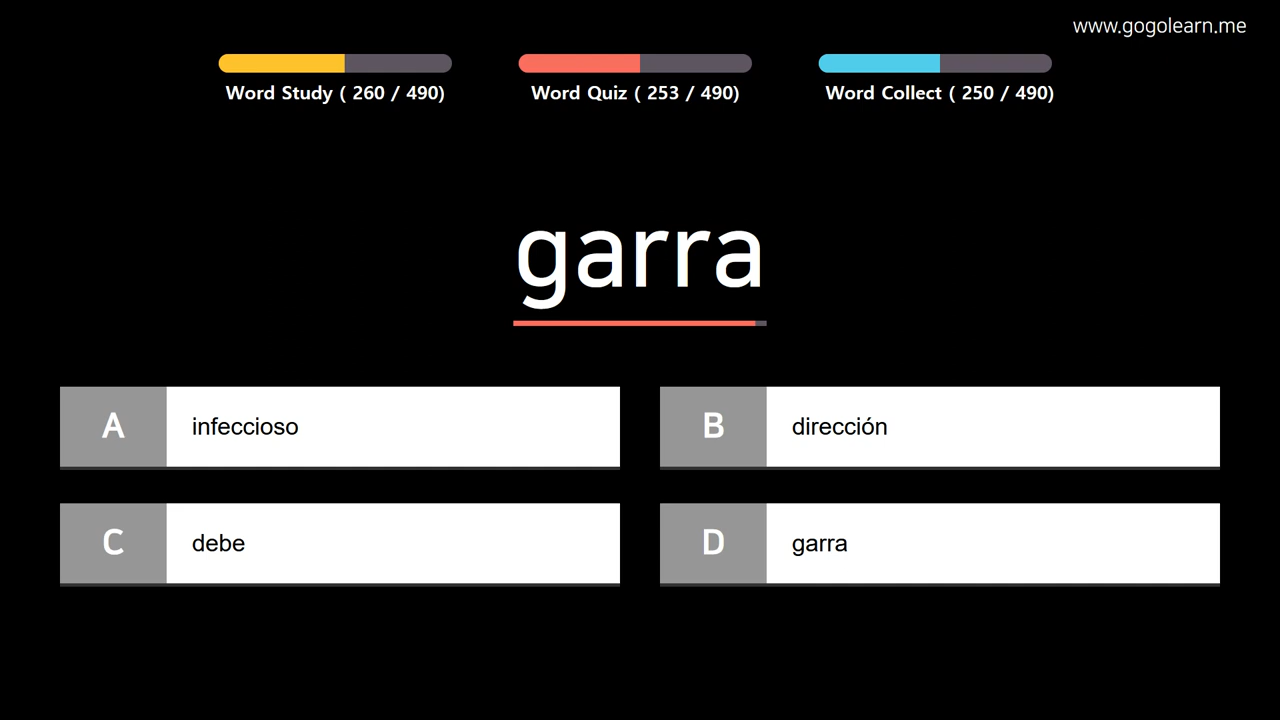 www.gogolearn.me
Word Study ( 260 / 490)
Word Quiz ( 253 / 490)
Word Collect ( 250 / 490)
garra
A infeccioso
B dirección
C debe
D garra